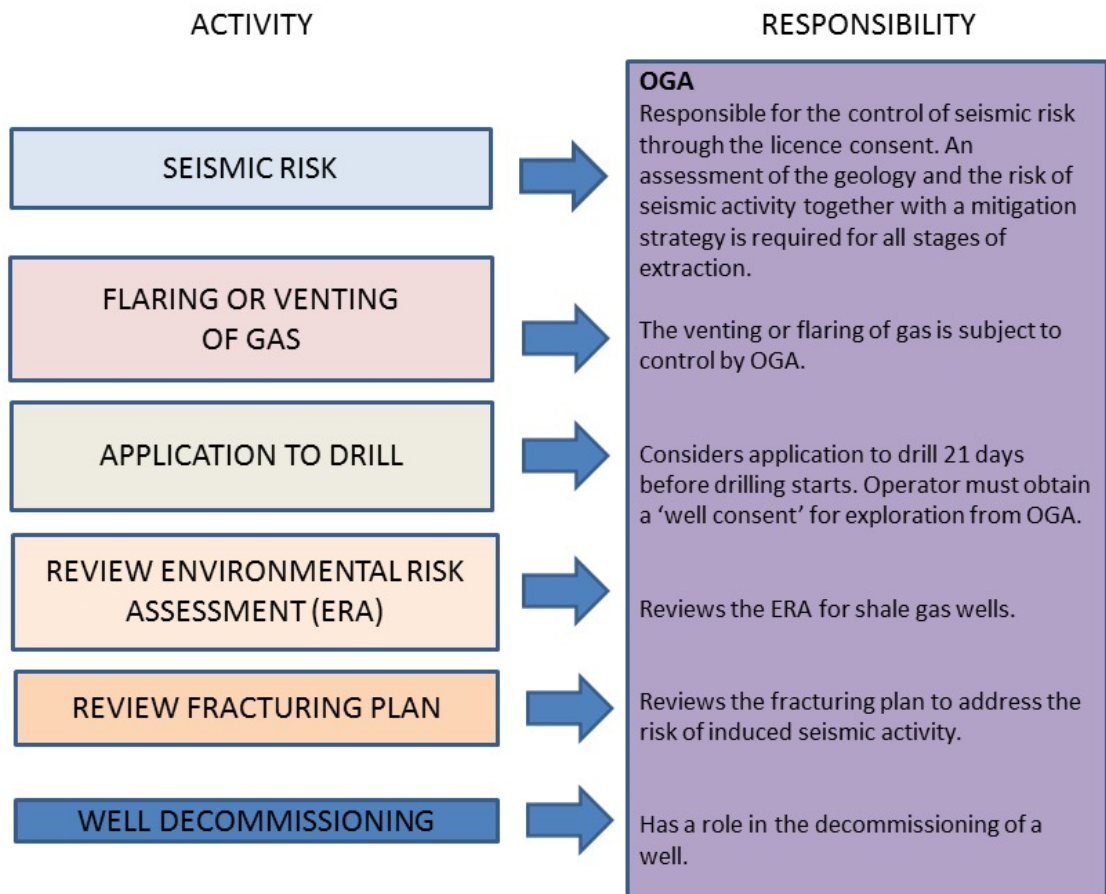 ACTIVITY
RESPONSIBILITY
SEISMIC RISK
OGA
Responsible for the control of seismic risk
through the licence consent. An
assessment of the geology and the risk of
seismic activity together with a mitigation
strategy is required for all stages of
extraction.
FLARING OR VENTING
OF GAS
The venting or flaring of gas is subject to
control by OGA.
APPLICATION TO DRILL
Considers application to drill 21 days
before drilling starts. Operator must obtain
a ‘well consent’ for exploration from OGA.
REVIEW ENVIRONMENTAL RISK
ASSESSMENT (ERA)
Reviews the ERA for shale gas wells.
REVIEW FRACTURING PLAN
Reviews the fracturing plan to address the
risk of induced seismic activity.
WELL DECOMMISSIONING
Has a role in the decommissioning of a
well.